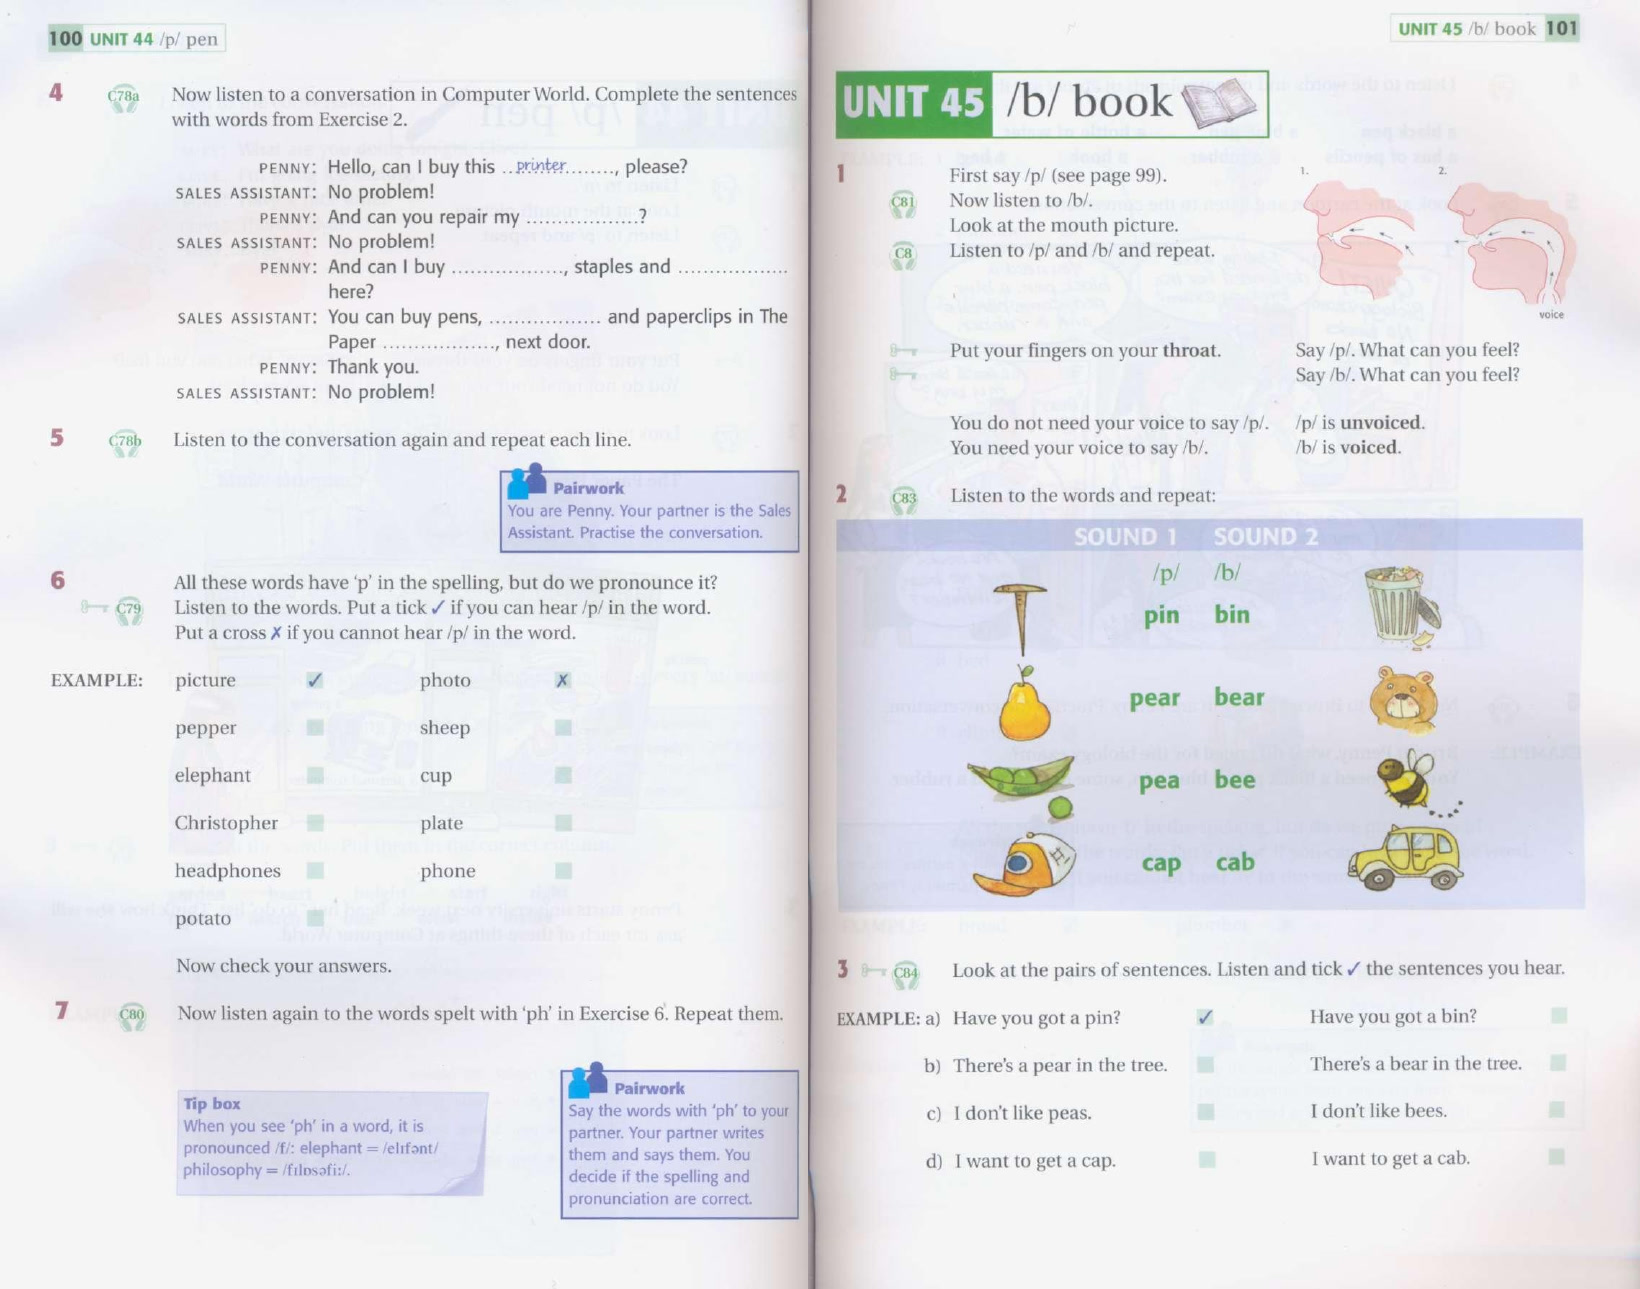 100 UNIT 44 /p/ pen
4 C78a Now listen to a conversation in Computer World. Complete the sentences
with words from Exercise 2.
PENNY: Hello, can I buy this ..printer........, please?
SALES ASSISTANT: No problem!
PENNY: And can you repair my ..................?
SALES ASSISTANT: No problem!
PENNY: And can I buy .................., staples and ..................
here?
SALES ASSISTANT: You can buy pens, .................. and paperclips in The
Paper .................., next door.
PENNY: Thank you.
SALES ASSISTANT: No problem!
5 C78b Listen to the conversation again and repeat each line.
Pairwork
You are Penny. Your partner is the Sales
Assistant. Practise the conversation.
6 All these words have ‘p’ in the spelling, but do we pronounce it?
C79 Listen to the words. Put a tick ✓ if you can hear /p/ in the word.
Put a cross ✗ if you cannot hear /p/ in the word.
EXAMPLE: picture ✓ photo ✗
pepper sheep
elephant cup
Christopher plate
headphones phone
potato
Now check your answers.
7 C80 Now listen again to the words spelt with ‘ph’ in Exercise 6. Repeat them.
Tip box
When you see ‘ph’ in a word, it is
pronounced /f/: elephant = /elɪfənt/
philosophy = /fɪlɒsəfiː/.
Pairwork
Say the words with ‘ph’ to your
partner. Your partner writes
them and says them. You
decide if the spelling and
pronunciation are correct.
UNIT 45 /b/ book 101
UNIT 45 /b/ book
1 First say /p/ (see page 99).
C81 Now listen to /b/.
Look at the mouth picture.
C8 Listen to /p/ and /b/ and repeat.
1. 2.
voice
Put your fingers on your throat. Say /p/. What can you feel?
Say /b/. What can you feel?
You do not need your voice to say /p/. /p/ is unvoiced.
You need your voice to say /b/. /b/ is voiced.
2 C83 Listen to the words and repeat:
SOUND 1 SOUND 2
/p/ /b/
pin bin
pear bear
pea bee
cap cab
3 C84 Look at the pairs of sentences. Listen and tick ✓ the sentences you hear.
EXAMPLE: a) Have you got a pin? ✓ Have you got a bin?
b) There's a pear in the tree. There's a bear in the tree.
c) I don't like peas. I don't like bees.
d) I want to get a cap. I want to get a cab.